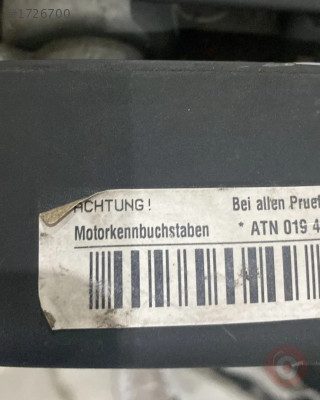 ACHTUNG! Bei allen Pruef
Motorkennbuchstaben * ATN 019 4